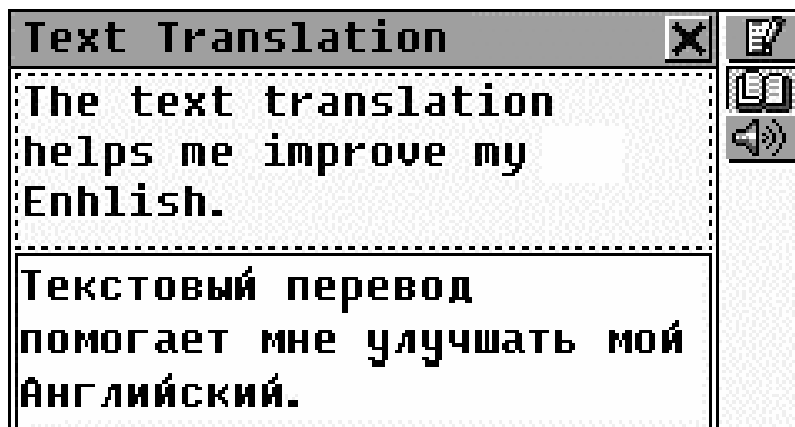 Text Translation
The text translation
helps me improve my
Enhlish.
Текстовый перевод
помогает мне улучшать мой
Английский.